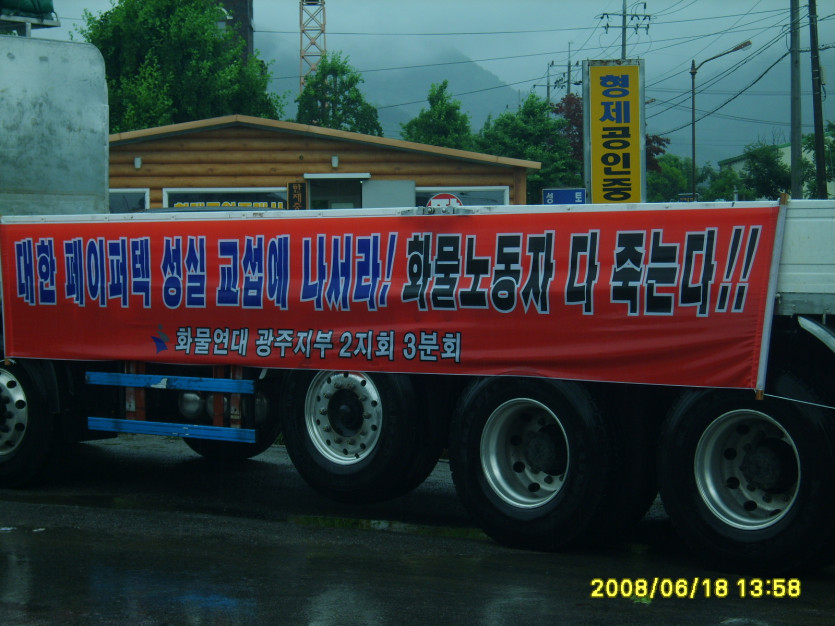 형제공인중
대한 페이퍼텍 성실 교섭에 나서라! 화물노동자 다 죽는다!!
화물연대 광주지부 2지회 3분회
2008/06/18 13:58